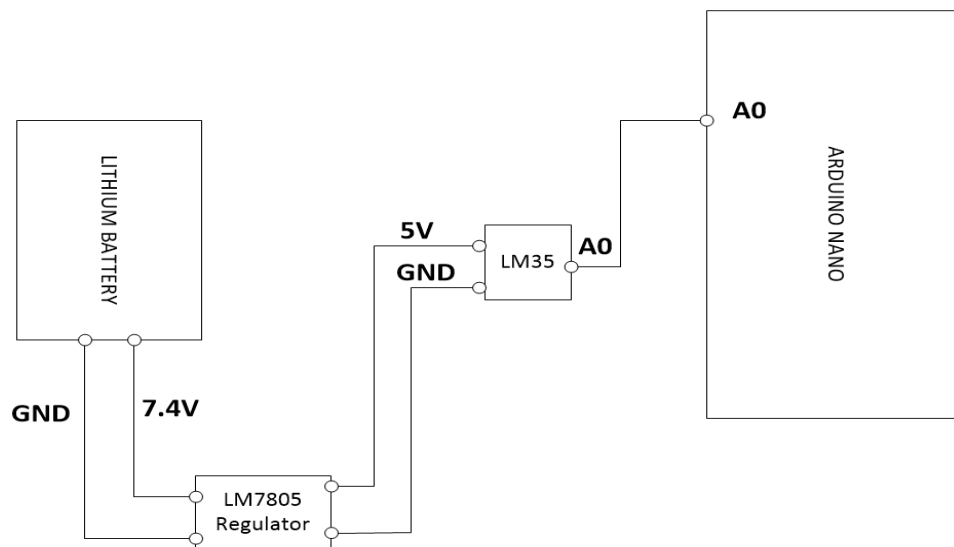 A0
ARDUINO NANO
LITHIUM BATTERY
5V
GND
LM35
A0
GND
7.4V
LM7805
Regulator